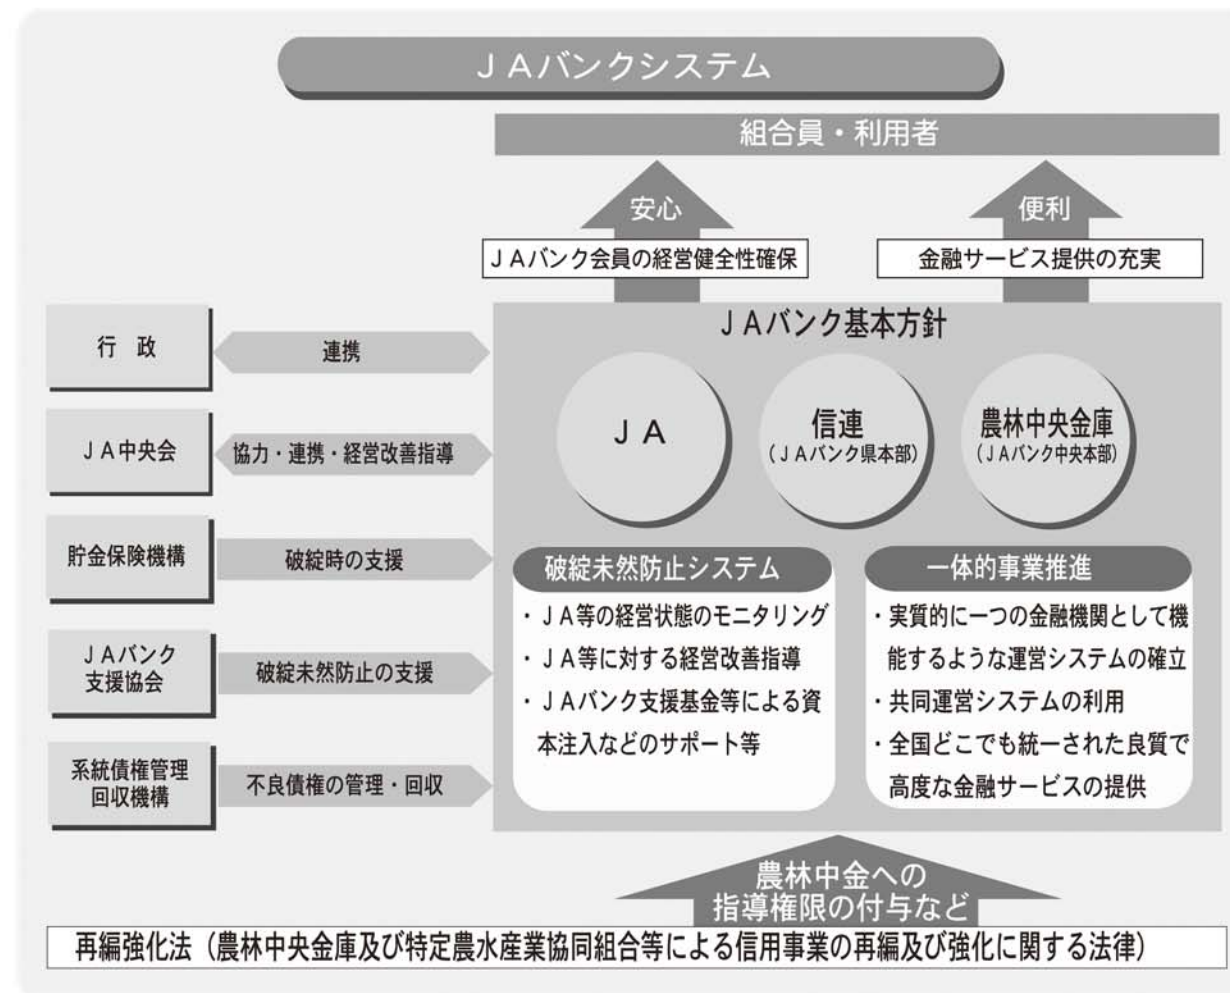 JAバンクシステム
組合員・利用者
安心
便利
JAバンク会員の経営健全性確保
金融サービス提供の充実
JAバンク基本方針
行 政
連携
JA中央会
協力・連携・経営改善指導
貯金保険機構
破綻時の支援
JAバンク
支援協会
破綻未然防止の支援
系統債権管理
回収機構
不良債権の管理・回収
JA
信連
(JAバンク県本部)
農林中央金庫
(JAバンク中央本部)
破綻未然防止システム
・JA等の経営状態のモニタリング
・JA等に対する経営改善指導
・JAバンク支援基金等による資
本注入などのサポート等
一体的事業推進
・実質的に一つの金融機関として機
能するような運営システムの確立
・共同運営システムの利用
・全国どこでも統一された良質で
高度な金融サービスの提供
農林中金への
指導権限の付与など
再編強化法(農林中央金庫及び特定農水産業協同組合等による信用事業の再編及び強化に関する法律)